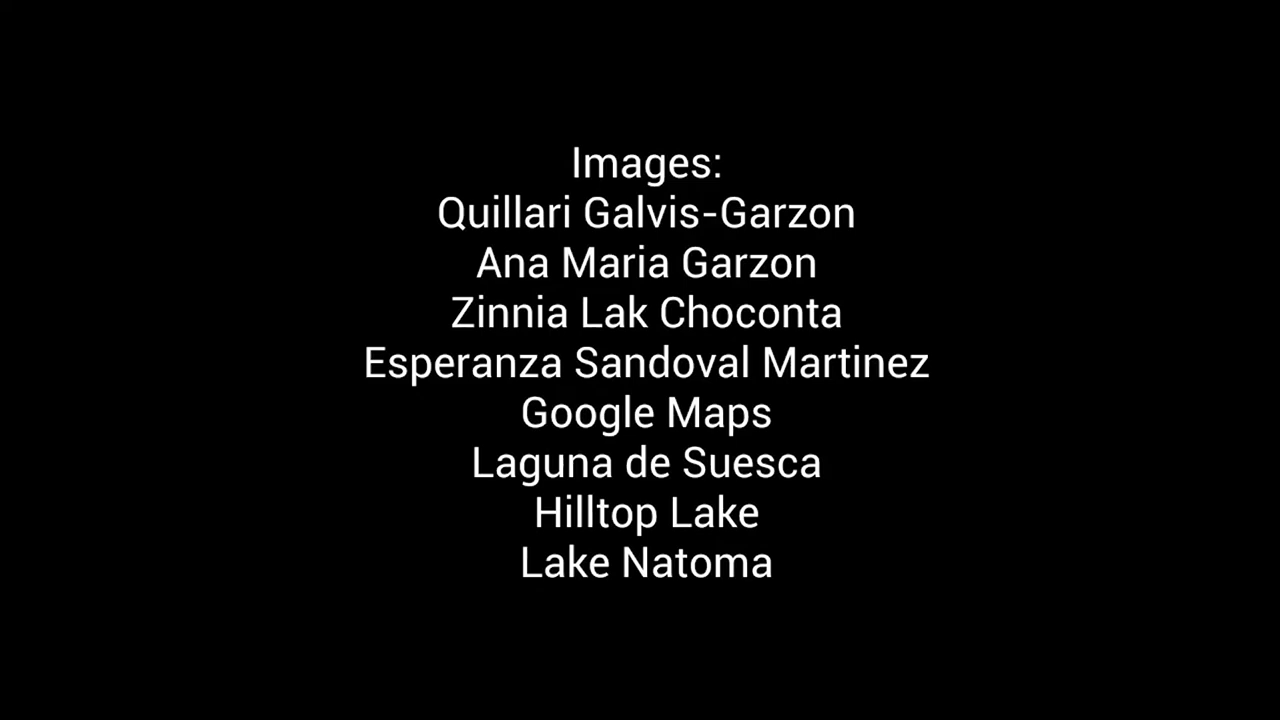 Images:
Quillari Galvis-Garzon
Ana Maria Garzon
Zinnia Lak Choconta
Esperanza Sandoval Martinez
Google Maps
Laguna de Suesca
Hilltop Lake
Lake Natoma